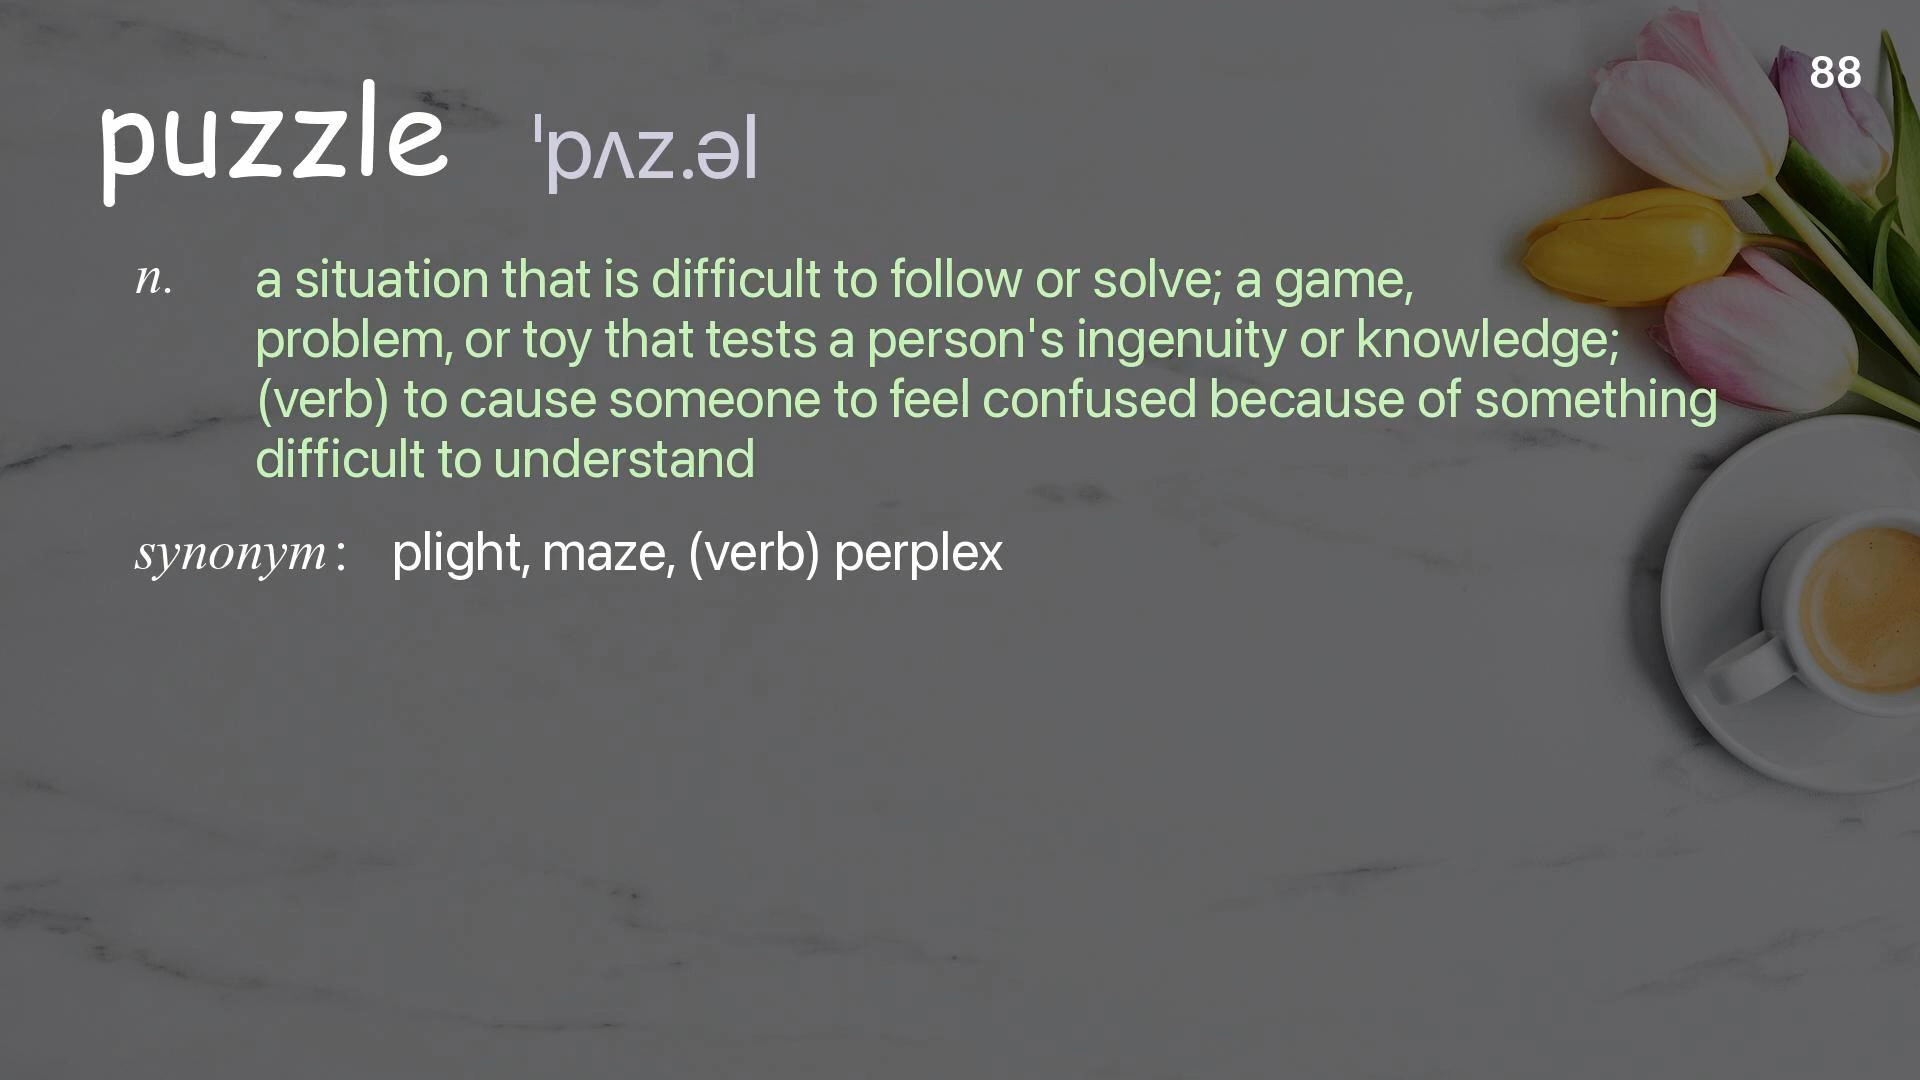 88
puzzle ˈpʌz.əl
n. a situation that is difficult to follow or solve; a game,
problem, or toy that tests a person's ingenuity or knowledge;
(verb) to cause someone to feel confused because of something
difficult to understand
synonym: plight, maze, (verb) perplex